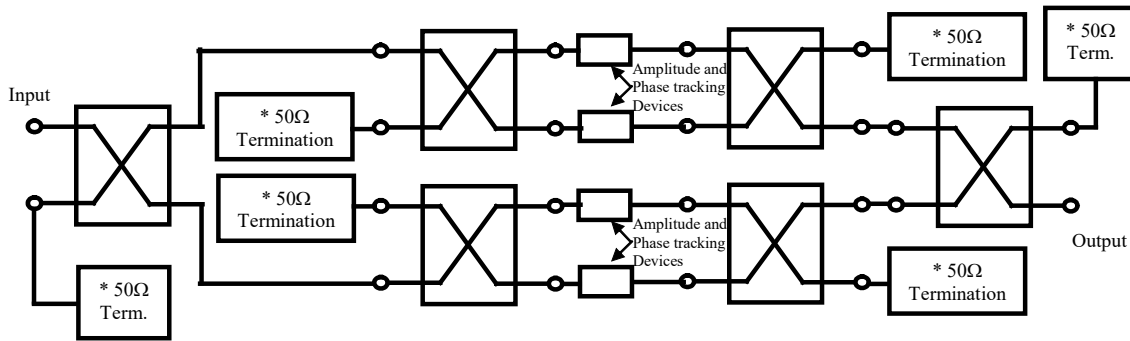 * 50Ω
Termination
* 50Ω
Term.
Input
Amplitude and
Phase tracking
Devices
* 50Ω
Termination
* 50Ω
Termination
Amplitude and
Phase tracking
Devices
Output
* 50Ω
Termination
* 50Ω
Term.